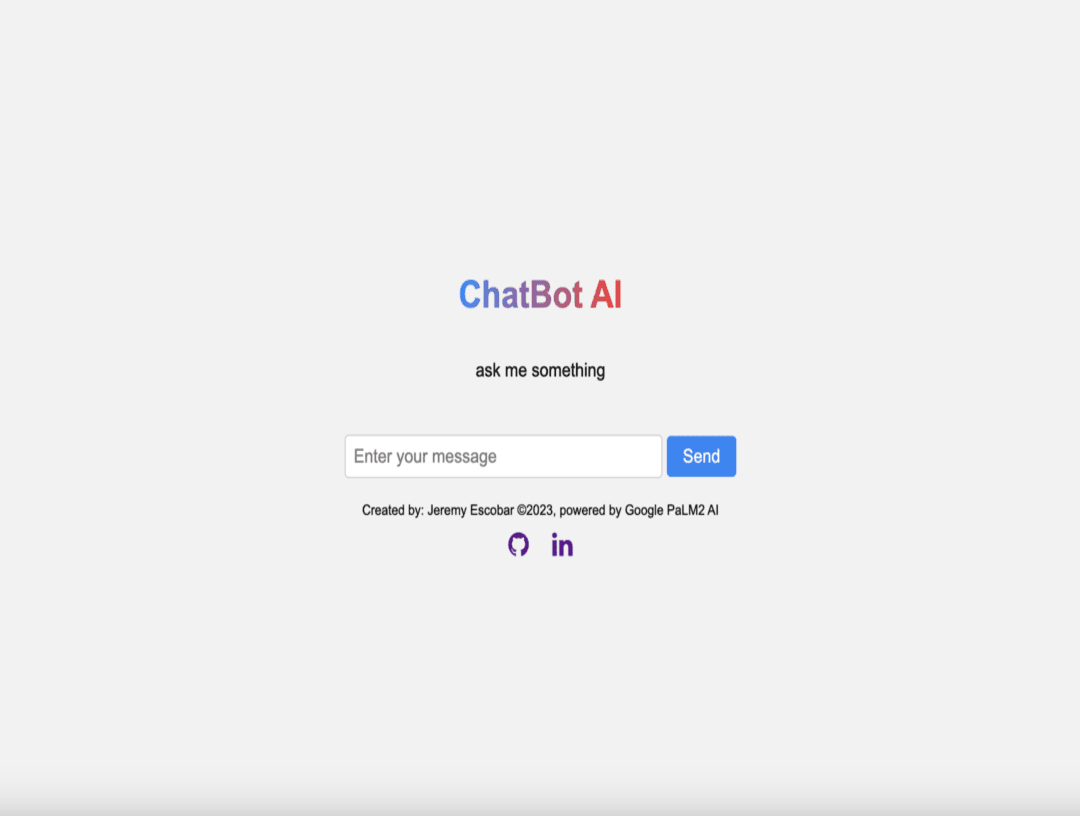 ChatBot AI
ask me something
Enter your message
Send
Created by: Jeremy Escobar ©2023, powered by Google PaLM2 AI
in